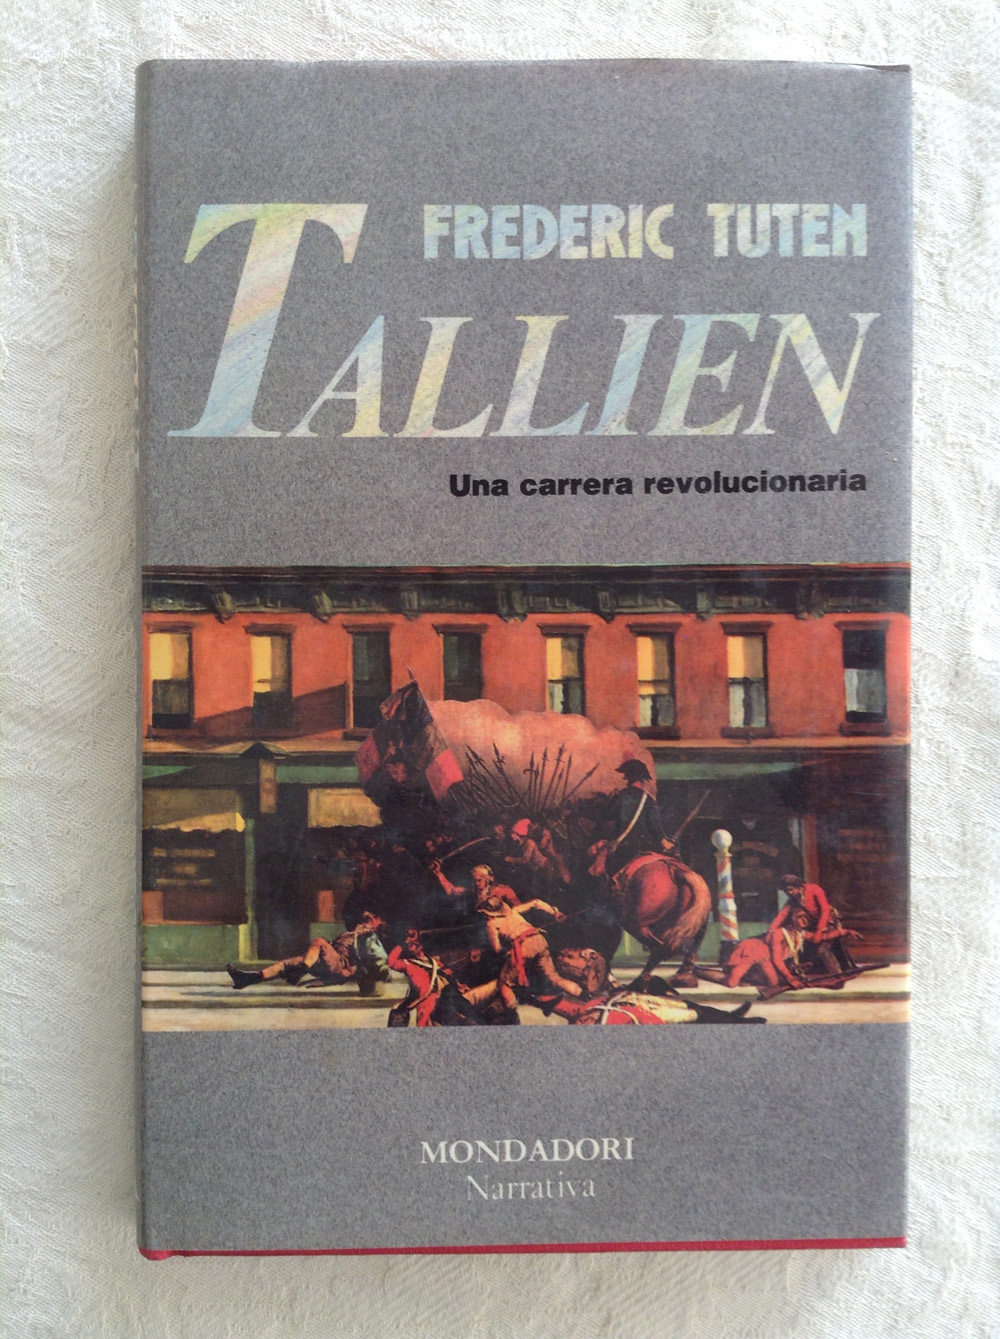 FREDERIC TUTEN
TALLIEN
Una carrera revolucionaria
MONDADORI
Narrativa